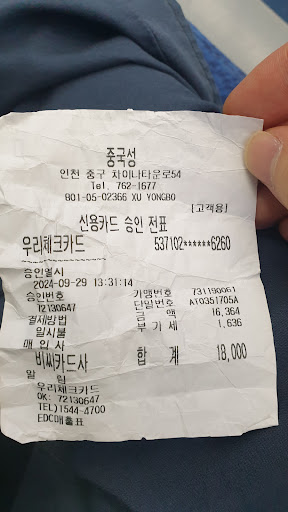 중국성
인천 중구 차이나타운로54
Tel. 762-1677
801-05-02366 XU YONGBO
[고객용]
신용카드 승인 전표
우리체크카드 537102******6260
승인일시
2024-09-29 13:31:14
승인번호 가맹번호 731190061
72130647 단말번호 AT0351705A
결제방법 금 액 16,364
일시불 부가세 1,636
매입사
비씨카드사 합 계 18,000
알 림
우리체크카드
OK: 72130647
TEL)1544-4700
EDC매출표